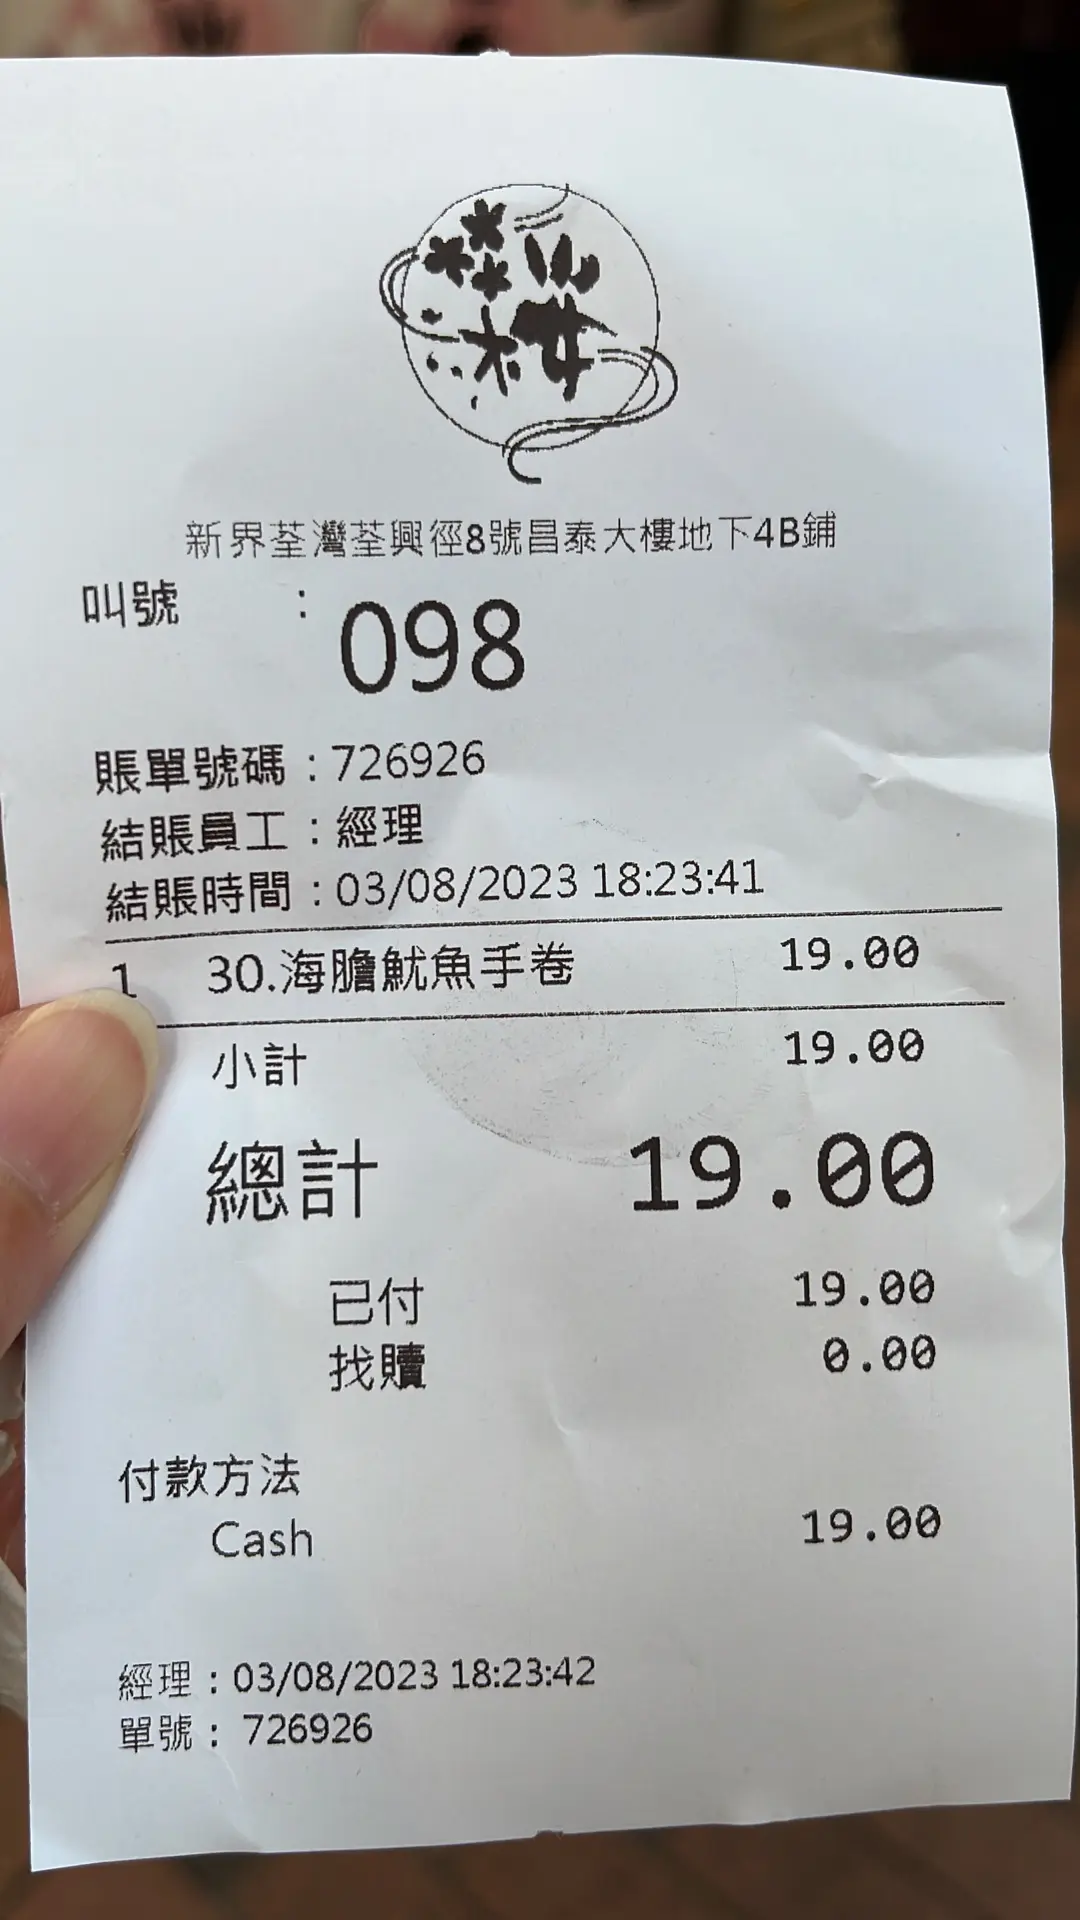 新界荃灣荃興徑8號昌泰大樓地下4B鋪
叫號 : 098
賬單號碼 : 726926
結賬員工 : 經理
結賬時間 : 03/08/2023 18:23:41
1 30.海膽魷魚手卷 19.00
小計 19.00
總計 19.00
已付 19.00
找贖 0.00
付款方法
Cash 19.00
經理 : 03/08/2023 18:23:42
單號 : 726926